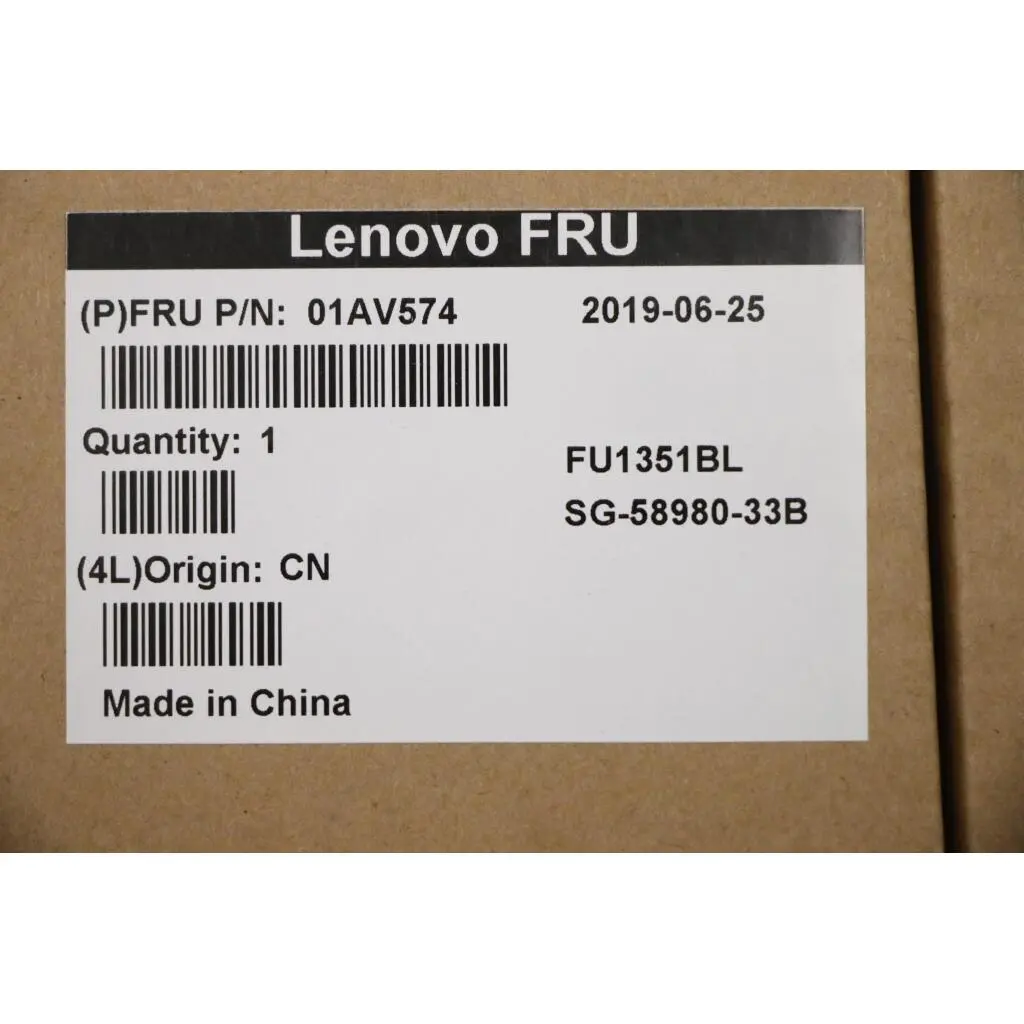 Lenovo FRU
(P)FRU P/N: 01AV574 2019-06-25
Quantity: 1
FU1351BL
SG-58980-33B
(4L)Origin: CN
Made in China